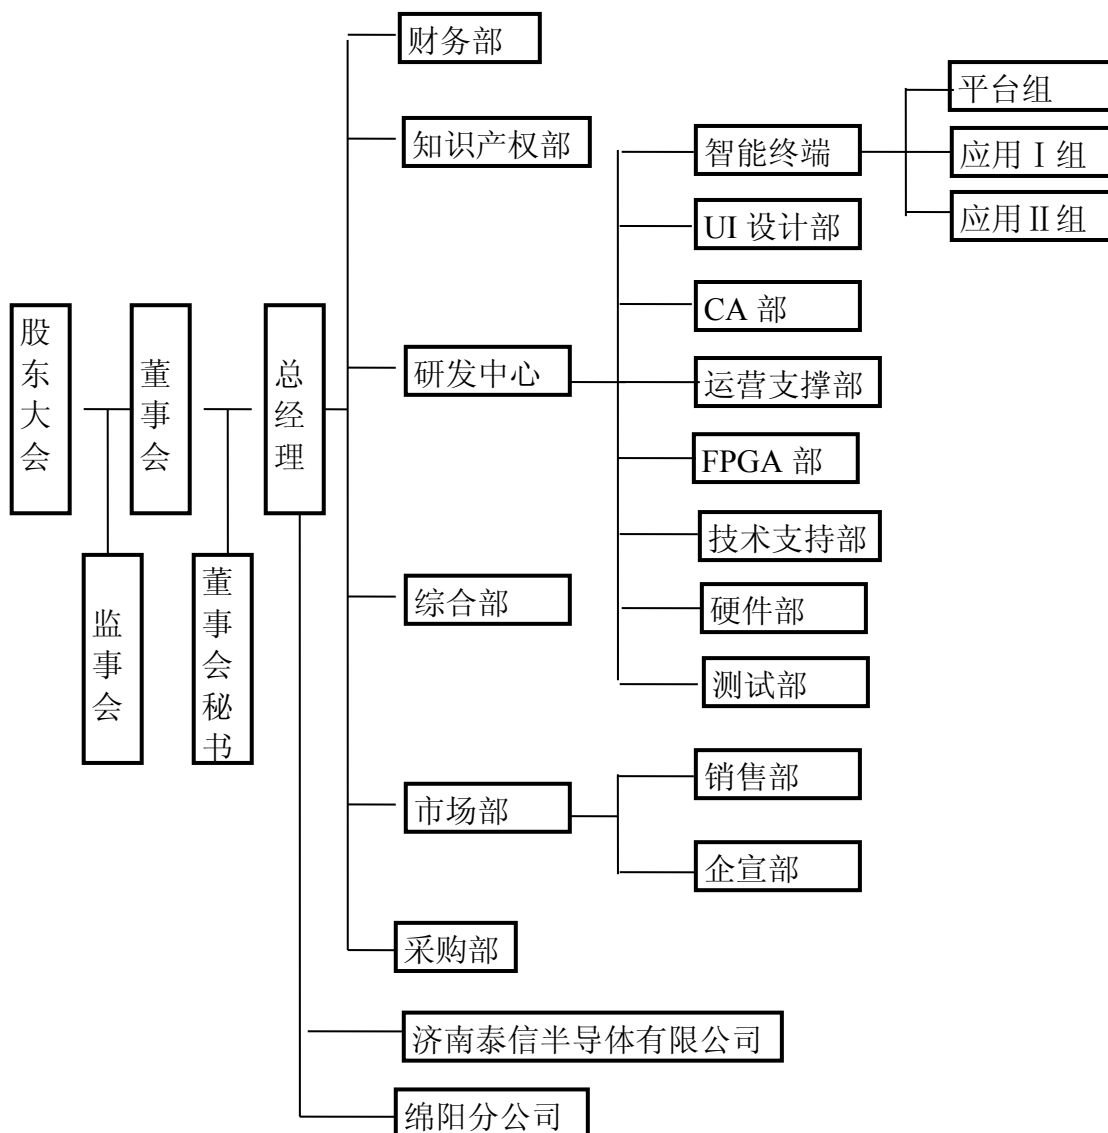 财务部
平台组
知识产权部
智能终端
应用Ⅰ组
应用Ⅱ组
UI 设计部
CA 部
股东大会
董事会
总经理
研发中心
运营支撑部
FPGA 部
技术支持部
监事会
董事会秘书
综合部
硬件部
测试部
市场部
销售部
企宣部
采购部
济南泰信半导体有限公司
绵阳分公司